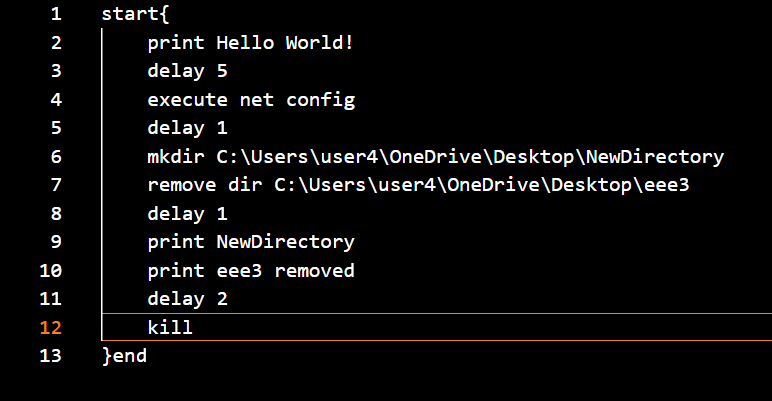 1 start{
2 print Hello World!
3 delay 5
4 execute net config
5 delay 1
6 mkdir C:\Users\user4\OneDrive\Desktop\NewDirectory
7 remove dir C:\Users\user4\OneDrive\Desktop\eee3
8 delay 1
9 print NewDirectory
10 print eee3 removed
11 delay 2
12 kill
13 }end